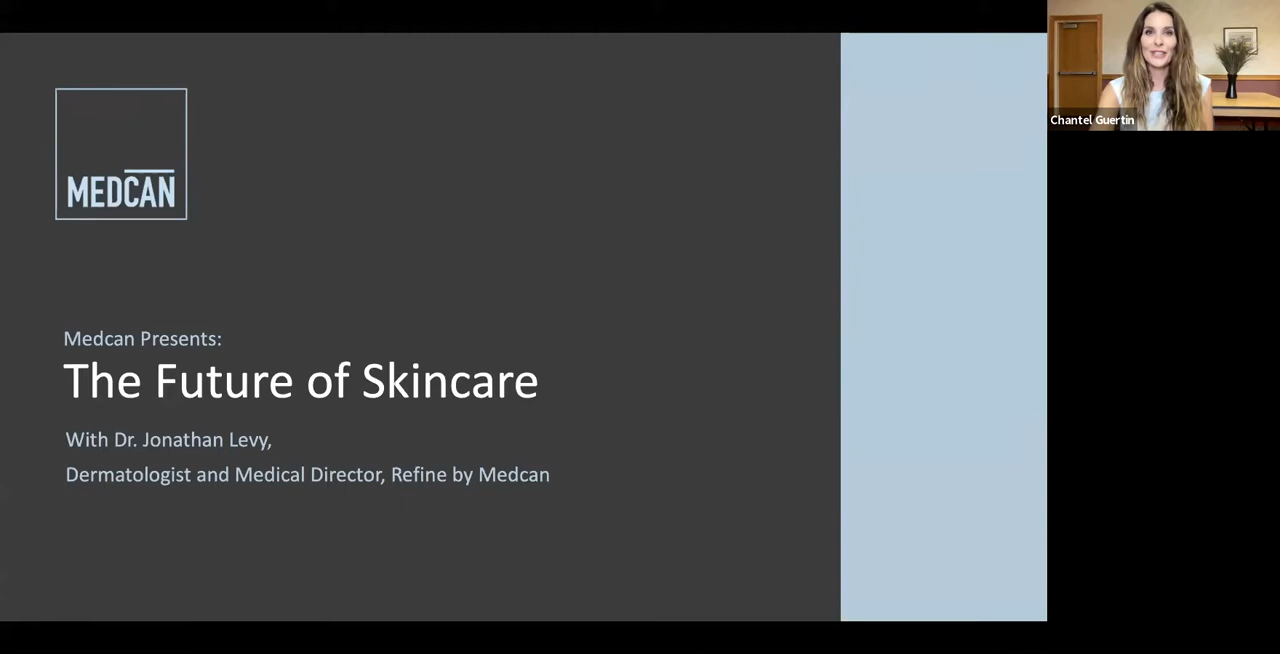 MEDCAN
Medcan Presents:
The Future of Skincare
With Dr. Jonathan Levy,
Dermatologist and Medical Director, Refine by Medcan
Chantel Guertin